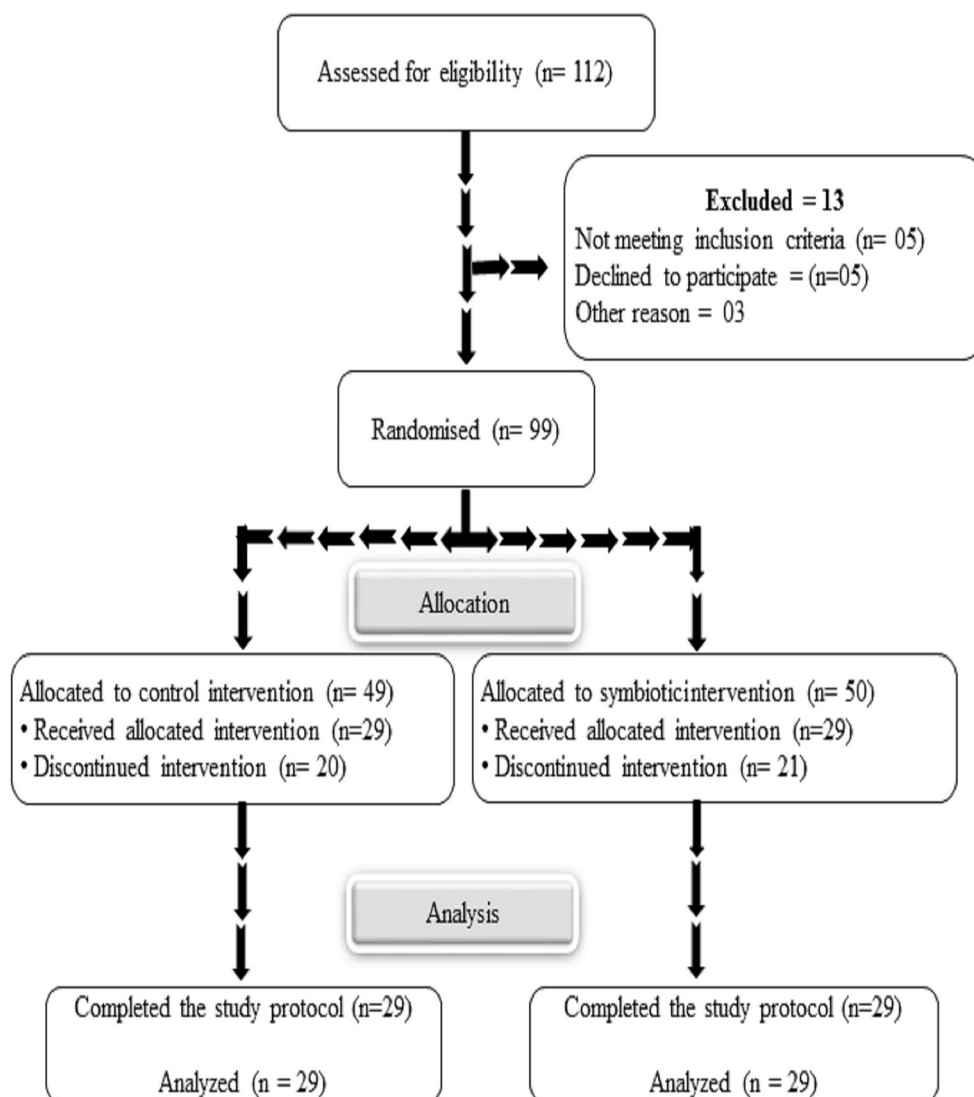 Assessed for eligibility (n= 112)
Excluded = 13
Not meeting inclusion criteria (n= 05)
Declined to participate = (n=05)
Other reason = 03
Randomised (n= 99)
Allocation
Allocated to control intervention (n= 49)
• Received allocated intervention (n=29)
• Discontinued intervention (n= 20)
Allocated to symbioticintervention (n= 50)
• Received allocated intervention (n=29)
• Discontinued intervention (n= 21)
Analysis
Completed the study protocol (n=29)
Analyzed (n = 29)
Completed the study protocol (n=29)
Analyzed (n = 29)